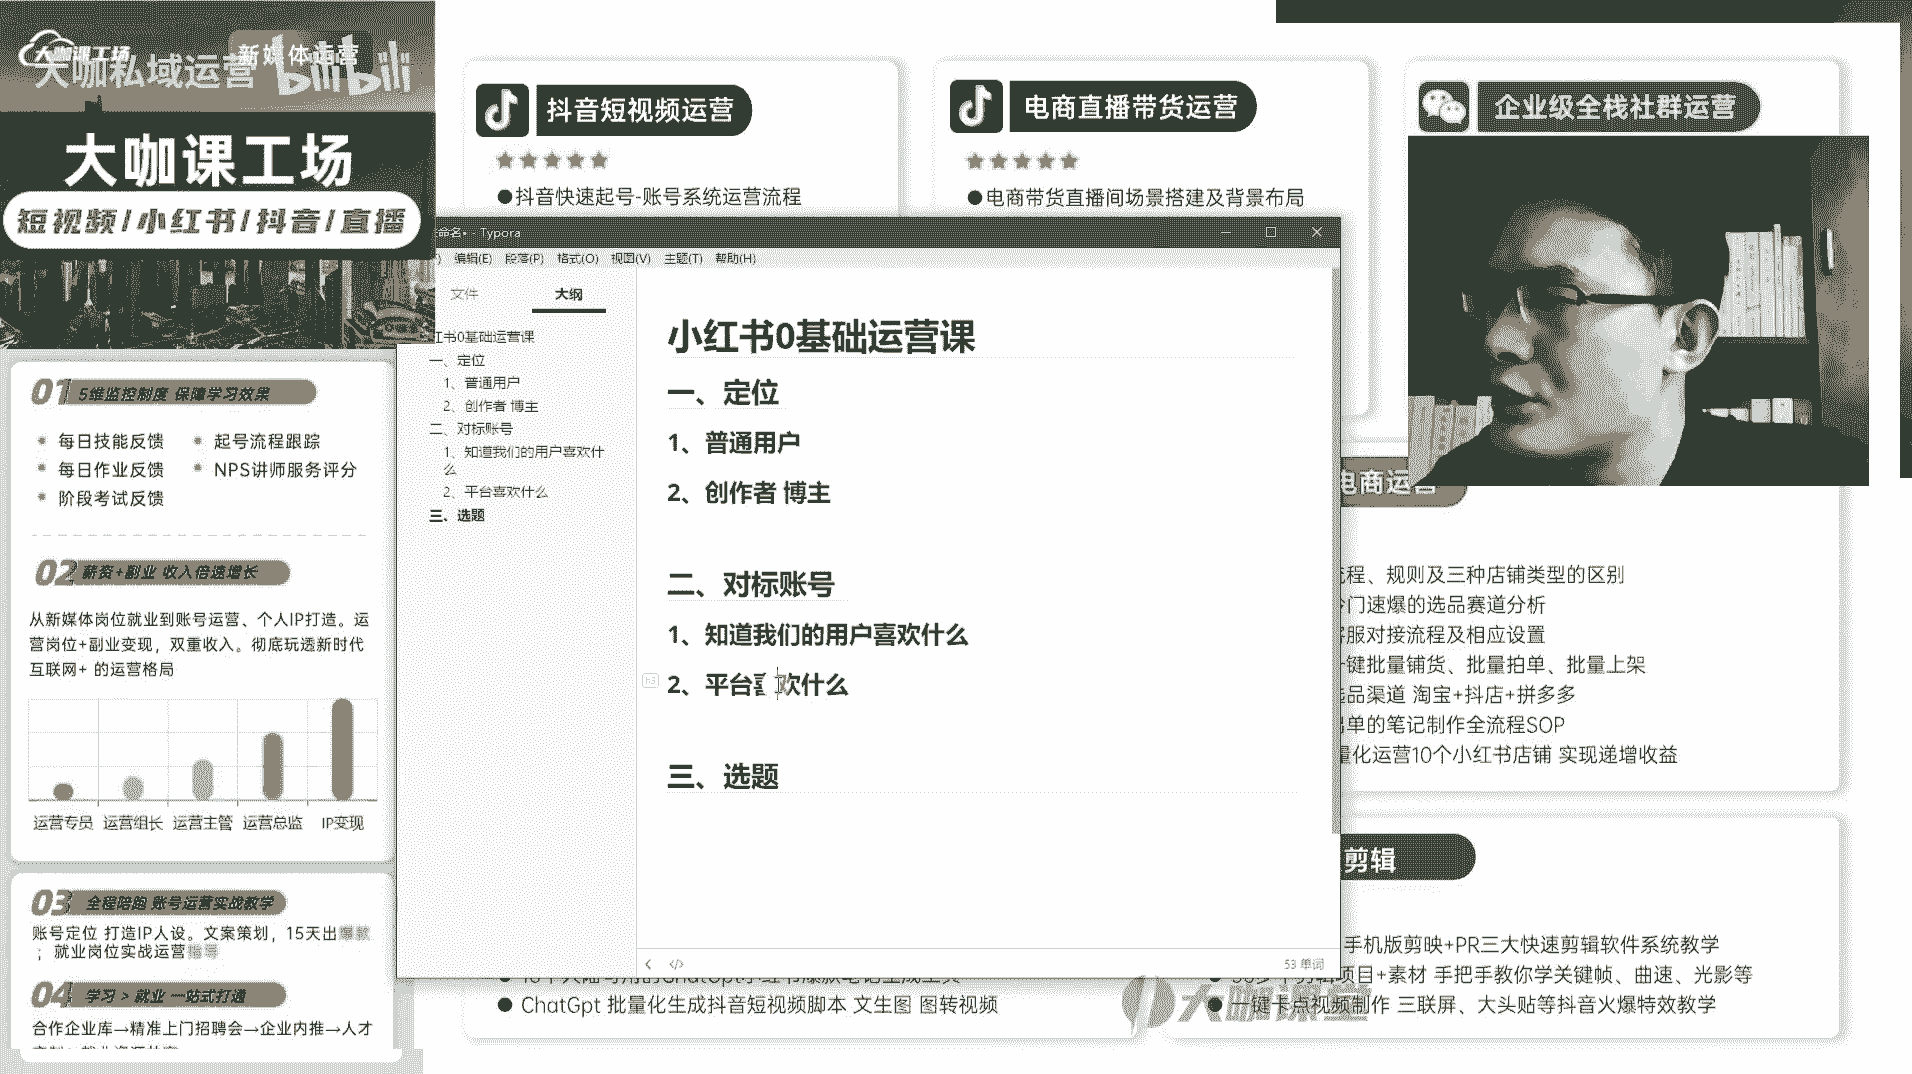 大咖课工场
新媒体运营
大咖私域运营
bilibili
大咖课工场
短视频/小红书/抖音/直播
01 5维监控制度 保障学习效果
每日技能反馈
起号流程跟踪
每日作业反馈
NPS讲师服务评分
阶段考试反馈
02 薪资+副业 收入倍速增长
从新媒体岗位就业到账号运营、个人IP打造。运
营岗位+副业变现，双重收入。彻底玩透新时代
互联网+ 的运营格局
运营专员 运营组长 运营主管 运营总监 IP变现
03 全程陪跑 账号运营实战教学
账号定位 打造IP人设。文案策划，15天出爆款
；就业岗位实战运营指导
04 学习 > 就业 一站式打通
合作企业库→精准上门招聘会→企业内推→人才
抖音短视频运营
●抖音快速起号-账号系统运营流程
电商直播带货运营
●电商带货直播间场景搭建及背景布局
企业级全栈社群运营
命名• - Typora
编辑(E) 段落(P) 格式(O) 视图(V) 主题(T) 帮助(H)
文件 大纲
红书0基础运营课
一、定位
1、普通用户
2、创作者 博主
二、对标账号
1、知道我们的用户喜欢什
么
2、平台喜欢什么
三、选题
小红书0基础运营课
一、定位
1、普通用户
2、创作者 博主
二、对标账号
1、知道我们的用户喜欢什么
h3
2、平台喜欢什么
三、选题
53 单词
电商运营
流程、规则及三种店铺类型的区别
冷门速爆的选品赛道分析
客服对接流程及相应设置
一键批量铺货、批量拍单、批量上架
选品渠道 淘宝+抖店+拼多多
出单的笔记制作全流程SOP
量化运营10个小红书店铺 实现递增收益
剪辑
手机版剪映+PR三大快速剪辑软件系统教学
项目+素材 手把手教你学关键帧、曲速、光影等
● 一键卡点视频制作 三联屏、大头贴等抖音火爆特效教学
● ChatGpt 批量化生成抖音短视频脚本 文生图 图转视频
大咖课堂